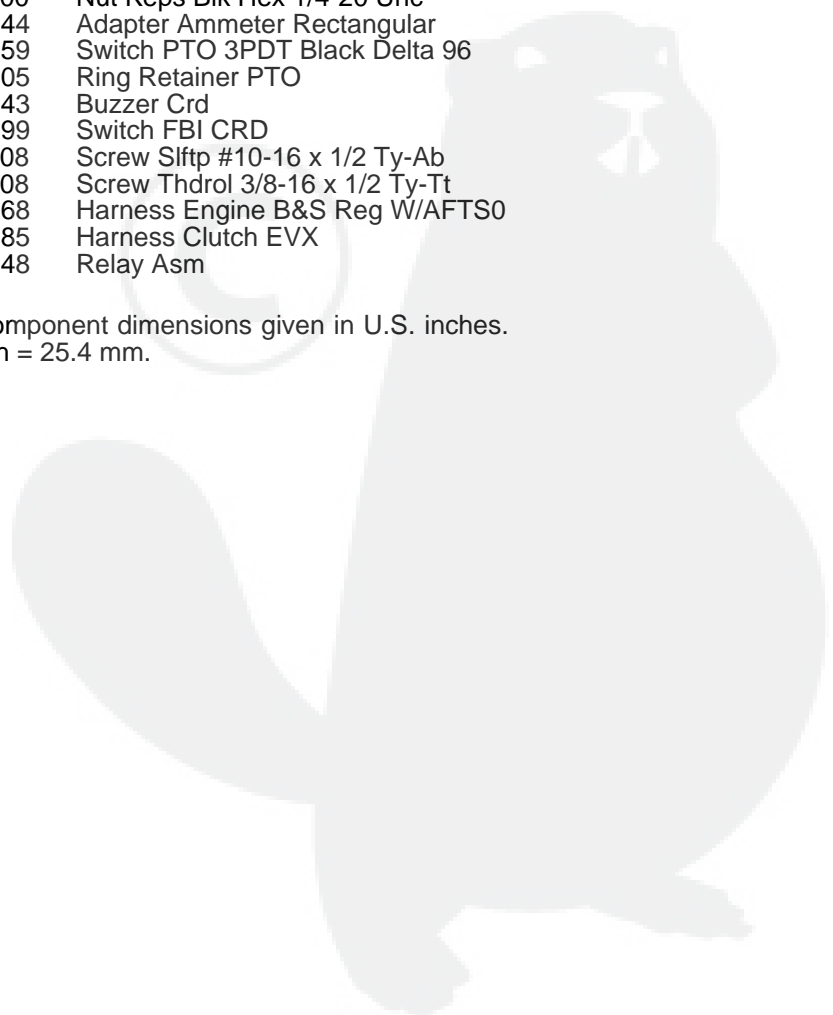 44 Adapter Ammeter Rectangular
59 Switch PTO 3PDT Black Delta 96
05 Ring Retainer PTO
43 Buzzer Crd
99 Switch FBI CRD
08 Screw Slftp #10-16 x 1/2 Ty-Ab
08 Screw Thdrol 3/8-16 x 1/2 Ty-Tt
68 Harness Engine B&S Reg W/AFTS0
85 Harness Clutch EVX
48 Relay Asm
omponent dimensions given in U.S. inches.
= 25.4 mm.
©